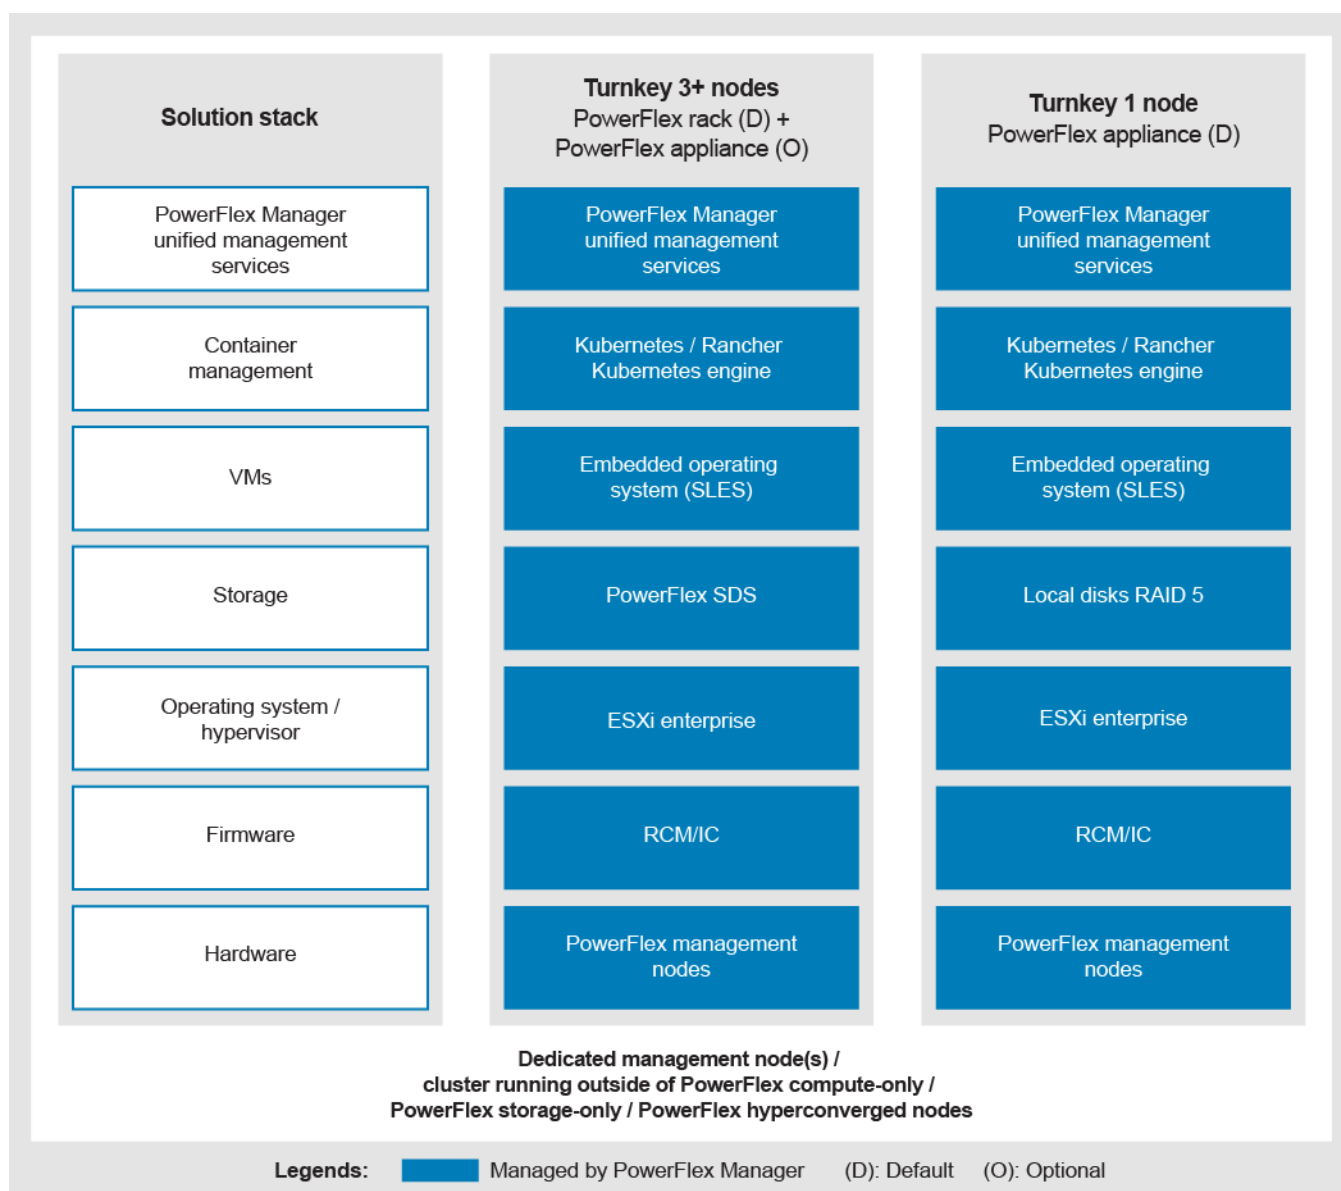 Solution stack
PowerFlex Manager
unified management
services
Container
management
VMs
Storage
Operating system /
hypervisor
Firmware
Hardware
Turnkey 3+ nodes
PowerFlex rack (D) +
PowerFlex appliance (O)
PowerFlex Manager
unified management
services
Kubernetes / Rancher
Kubernetes engine
Embedded operating
system (SLES)
PowerFlex SDS
ESXi enterprise
RCM/IC
PowerFlex management
nodes
Turnkey 1 node
PowerFlex appliance (D)
PowerFlex Manager
unified management
services
Kubernetes / Rancher
Kubernetes engine
Embedded operating
system (SLES)
Local disks RAID 5
ESXi enterprise
RCM/IC
PowerFlex management
nodes
Dedicated management node(s) /
cluster running outside of PowerFlex compute-only /
PowerFlex storage-only / PowerFlex hyperconverged nodes
Legends: Managed by PowerFlex Manager (D): Default (O): Optional